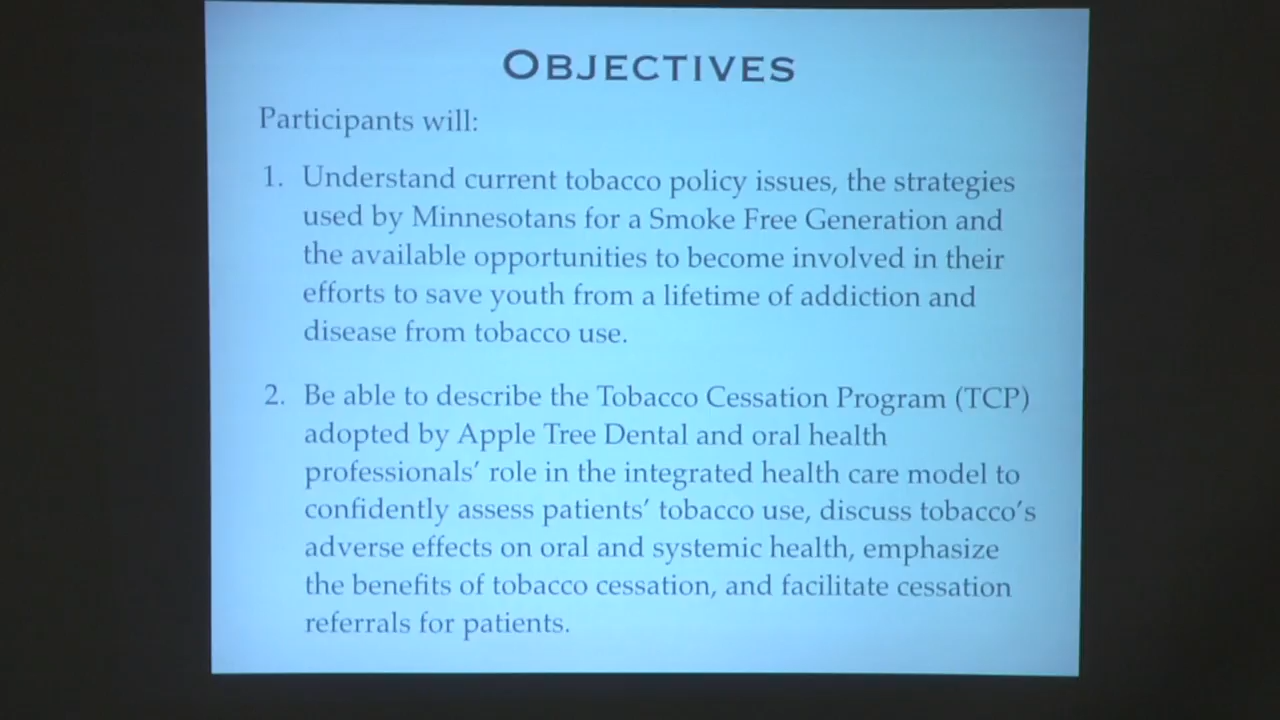 OBJECTIVES
Participants will:
1. Understand current tobacco policy issues, the strategies
used by Minnesotans for a Smoke Free Generation and
the available opportunities to become involved in their
efforts to save youth from a lifetime of addiction and
disease from tobacco use.
2. Be able to describe the Tobacco Cessation Program (TCP)
adopted by Apple Tree Dental and oral health
professionals’ role in the integrated health care model to
confidently assess patients’ tobacco use, discuss tobacco’s
adverse effects on oral and systemic health, emphasize
the benefits of tobacco cessation, and facilitate cessation
referrals for patients.